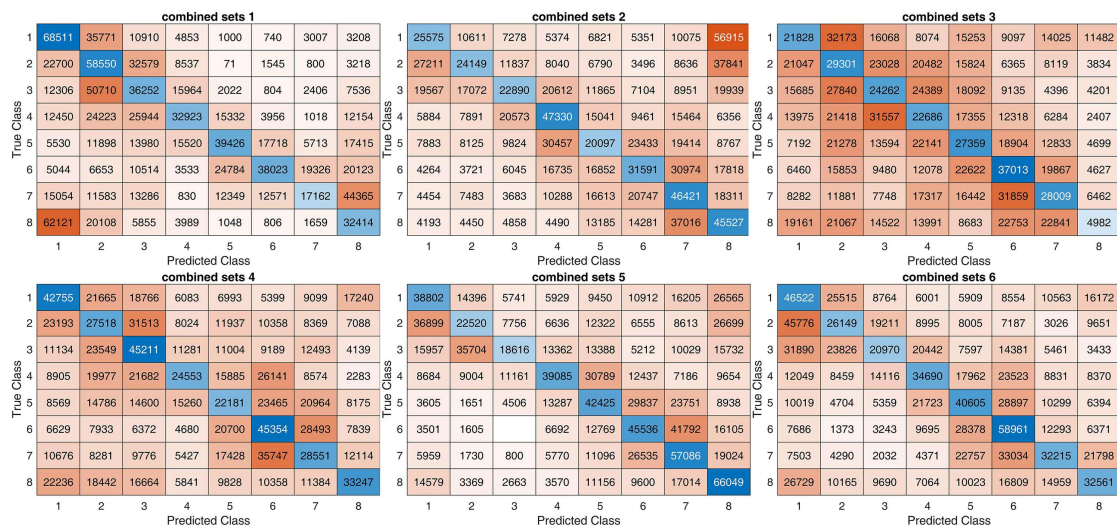 combined sets 1
1 68511 35771 10910 4853 1000 740 3007 3208
2 22700 58550 32579 8537 71 1545 800 3218
3 12306 50710 36252 15964 2022 804 2406 7536
4 12450 24223 25944 32923 15332 3956 1018 12154
5 5530 11898 13980 15520 39426 17718 5713 17415
6 5044 6653 10514 3533 24784 38023 19326 20123
7 15054 11583 13286 830 12349 12571 17162 44365
8 62121 20108 5855 3989 1048 806 1659 32414
1 2 3 4 5 6 7 8
True Class
Predicted Class
combined sets 2
1 25575 10611 7278 5374 6821 5351 10075 56915
2 27211 24149 11837 8040 6790 3496 8636 37841
3 19567 17072 22890 20612 11865 7104 8951 19939
4 5884 7891 20573 47330 15041 9461 15464 6356
5 7883 8125 9824 30457 20097 23433 19414 8767
6 4264 3721 6045 16735 16852 31591 30974 17818
7 4454 7483 3683 10288 16613 20747 46421 18311
8 4193 4450 4858 4490 13185 14281 37016 45527
1 2 3 4 5 6 7 8
True Class
Predicted Class
combined sets 3
1 21828 32173 16068 8074 15253 9097 14025 11482
2 21047 29301 23028 20482 15824 6365 8119 3834
3 15685 27840 24262 24389 18092 9135 4396 4201
4 13975 21418 31557 22686 17355 12318 6284 2407
5 7192 21278 13594 22141 27359 18904 12833 4699
6 6460 15853 9480 12078 22622 37013 19867 4627
7 8282 11881 7748 17317 16442 31859 28009 6462
8 19161 21067 14522 13991 8683 22753 22841 4982
1 2 3 4 5 6 7 8
True Class
Predicted Class
combined sets 4
1 42755 21665 18766 6083 6993 5399 9099 17240
2 23193 27518 31513 8024 11937 10358 8369 7088
3 11134 23549 45211 11281 11004 9189 12493 4139
4 8905 19977 21682 24553 15885 26141 8574 2283
5 8569 14786 14600 15260 22181 23465 20964 8175
6 6629 7933 6372 4680 20700 45354 28493 7839
7 10676 8281 9776 5427 17428 35747 28551 12114
8 22236 18442 16664 5841 9828 10358 11384 33247
1 2 3 4 5 6 7 8
True Class
Predicted Class
combined sets 5
1 38802 14396 5741 5929 9450 10912 16205 26565
2 36899 22520 7756 6636 12322 6555 8613 26699
3 15957 35704 18616 13362 13388 5212 10029 15732
4 8684 9004 11161 39085 30789 12437 7186 9654
5 3605 1651 4506 13287 42425 29837 23751 8938
6 3501 1605 6692 12769 45536 41792 16105
7 5959 1730 800 5770 11096 26535 57086 19024
8 14579 3369 2663 3570 11156 9600 17014 66049
1 2 3 4 5 6 7 8
True Class
Predicted Class
combined sets 6
1 46522 25515 8764 6001 5909 8554 10563 16172
2 45776 26149 19211 8995 8005 7187 3026 9651
3 31890 23826 20970 20442 7597 14381 5461 3433
4 12049 8459 14116 34690 17962 23523 8831 8370
5 10019 4704 5359 21723 40605 28897 10299 6394
6 7686 1373 3243 9695 28378 58961 12293 6371
7 7503 4290 2032 4371 22757 33034 32215 21798
8 26729 10165 9690 7064 10023 16809 14959 32561
1 2 3 4 5 6 7 8
True Class
Predicted Class